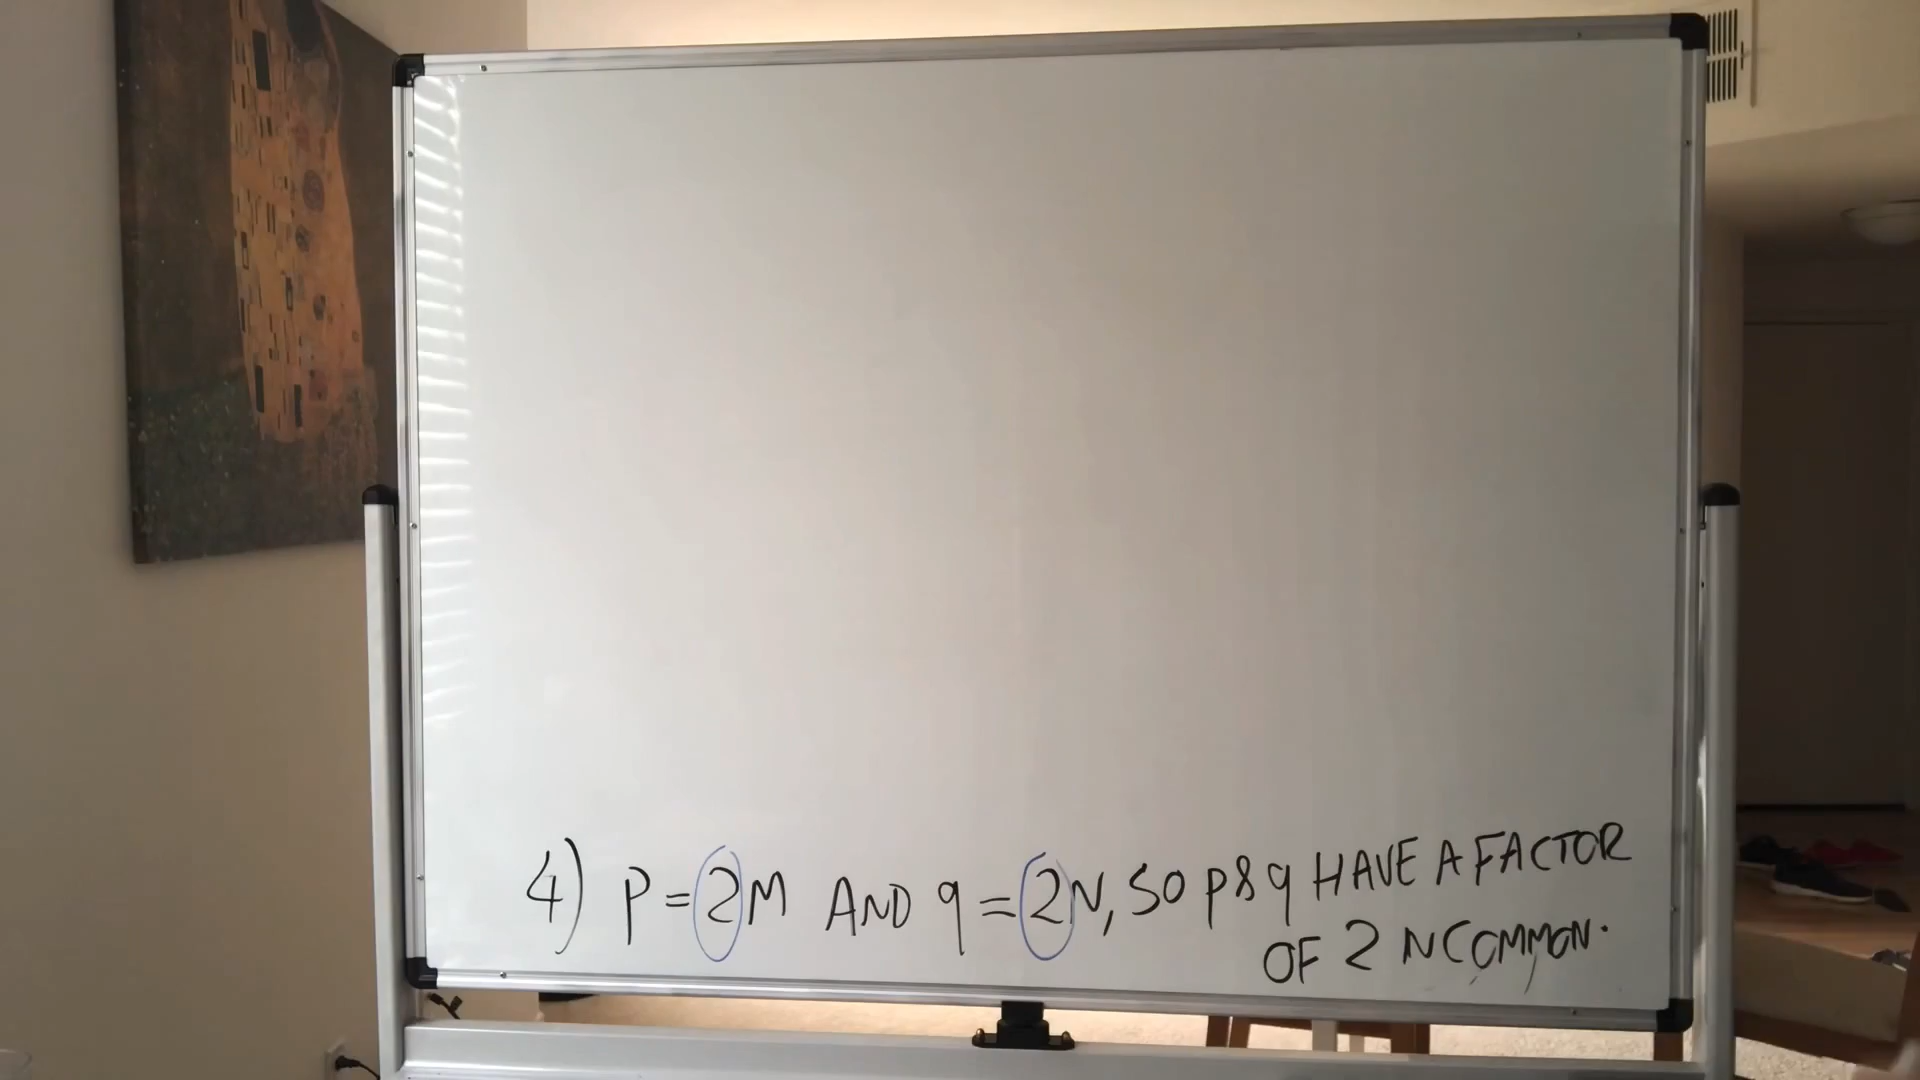 4) P = 2M AND q = 2N, SO P & q HAVE A FACTOR
OF 2 N COMMON.